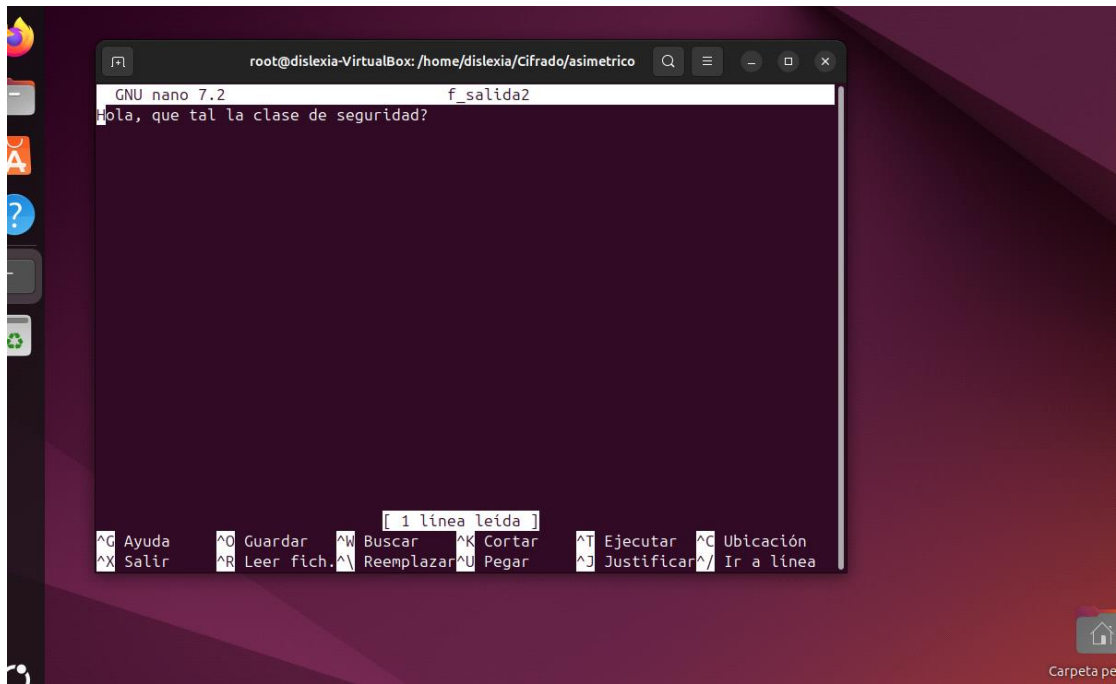 root@dislexia-VirtualBox: /home/dislexia/Cifrado/asimetrico
GNU nano 7.2 f_salida2
Hola, que tal la clase de seguridad?
[ 1 línea leída ]
^G Ayuda ^O Guardar ^W Buscar ^K Cortar ^T Ejecutar ^C Ubicación
^X Salir ^R Leer fich. ^\ Reemplazar ^U Pegar ^J Justificar ^/ Ir a línea
Carpeta pe